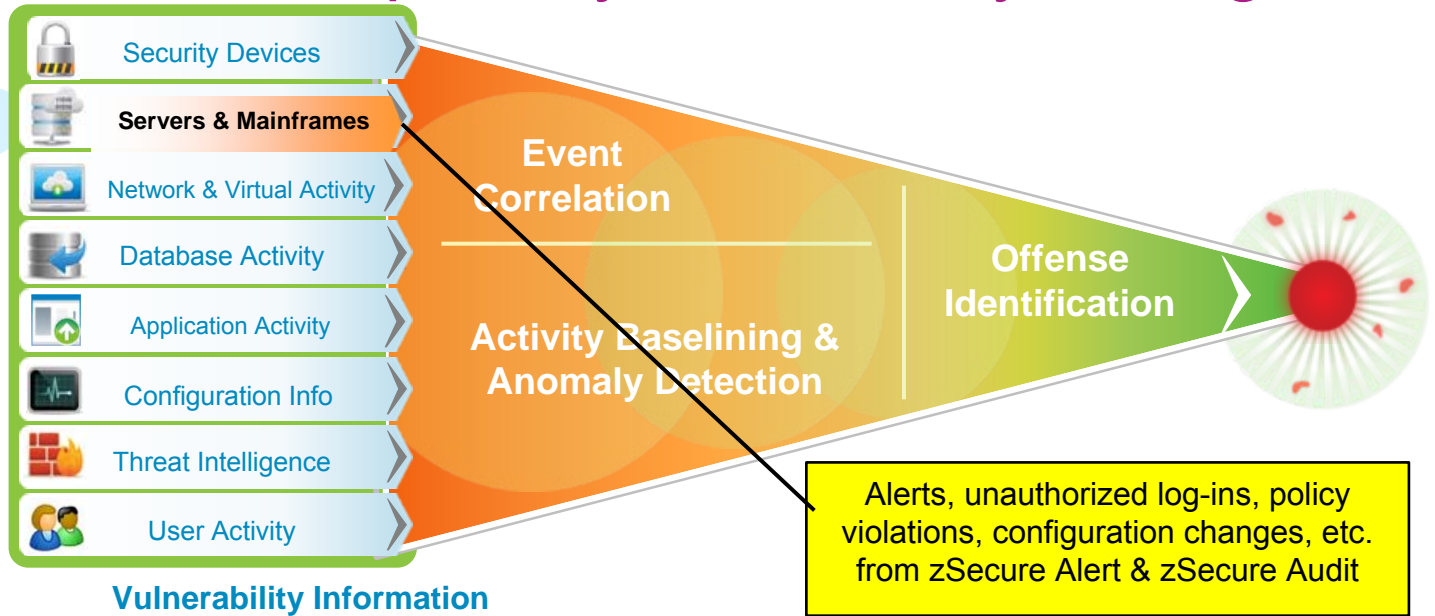 Security Devices
Servers & Mainframes
Network & Virtual Activity
Database Activity
Application Activity
Configuration Info
Threat Intelligence
User Activity
Vulnerability Information
Event
Correlation
Activity Baselining &
Anomaly Detection
Offense
Identification
Alerts, unauthorized log-ins, policy
violations, configuration changes, etc.
from zSecure Alert & zSecure Audit